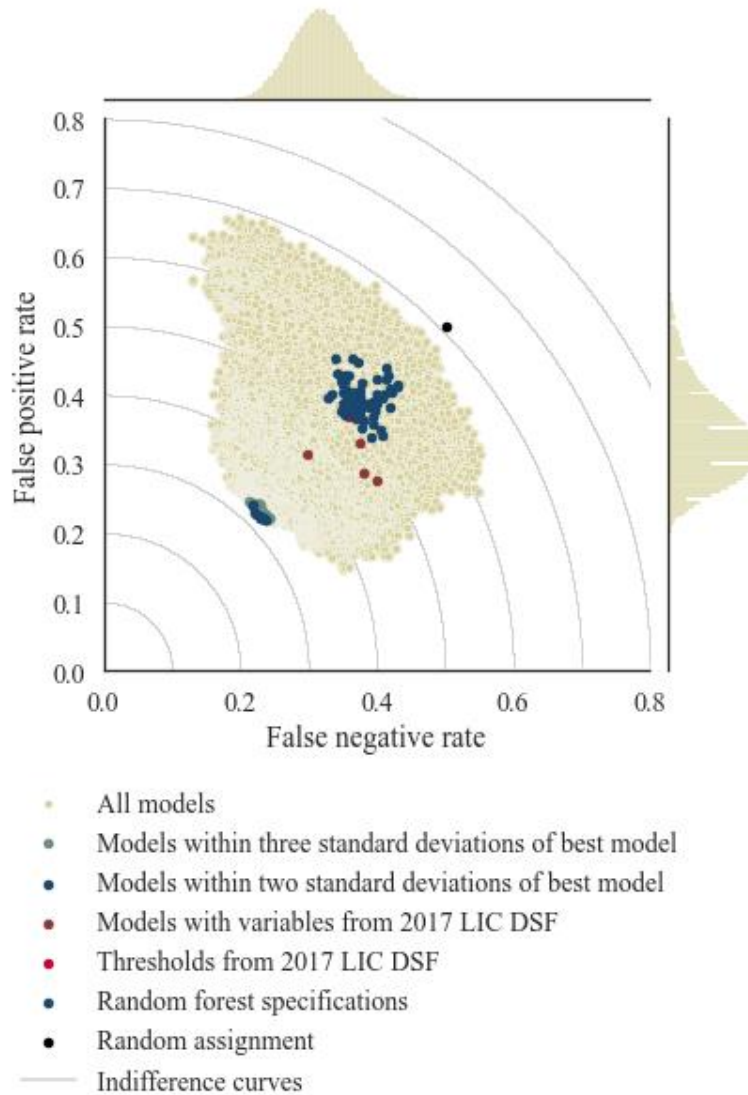 0.8
0.7
0.6
0.5
0.4
0.3
0.2
0.1
0.0
False positive rate
0.0 0.2 0.4 0.6 0.8
False negative rate
All models
Models within three standard deviations of best model
Models within two standard deviations of best model
Models with variables from 2017 LIC DSF
Thresholds from 2017 LIC DSF
Random forest specifications
Random assignment
Indifference curves